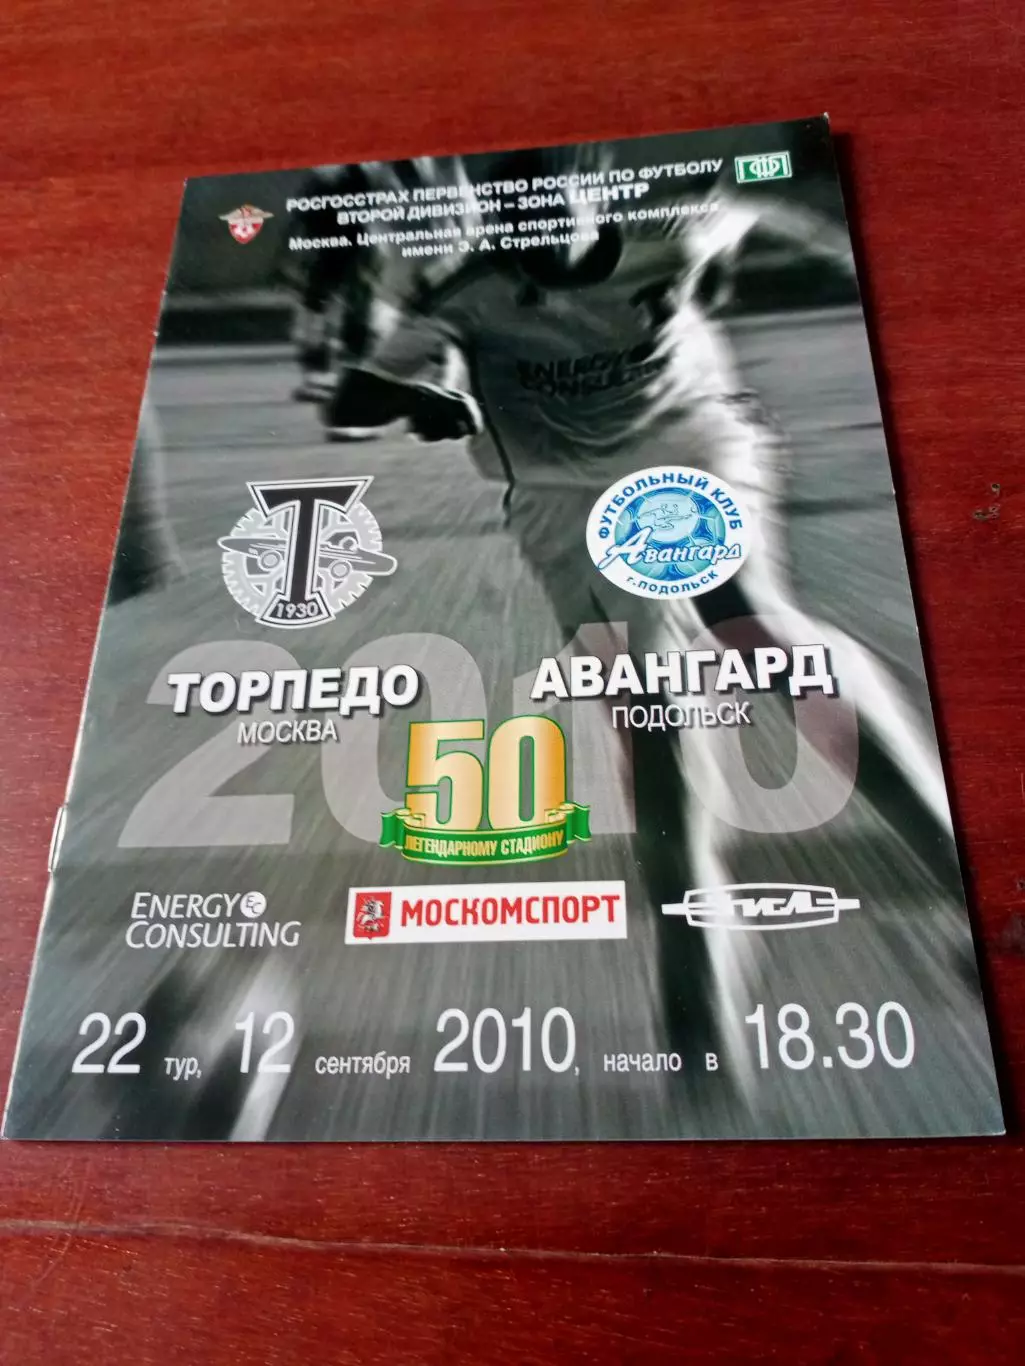 РОСГОССТРАХ ПЕРВЕНСТВО РОССИИ ПО ФУТБОЛУ
ВТОРОЙ ДИВИЗИОН – ЗОНА ЦЕНТР
Москва. Центральная арена спортивного комплекса
имени Э. А. Стрельцова
ENERGY
CONSULTING
Т
1930
ФУТБОЛЬНЫЙ КЛУБ
Авангард
г. ПОДОЛЬСК
2010
ТОРПЕДО
МОСКВА
АВАНГАРД
ПОДОЛЬСК
50
ЛЕГЕНДАРНОМУ СТАДИОНУ
ENERGY EC
CONSULTING
МОСКОМСПОРТ
ЗИЛ
22 тур, 12 сентября 2010, начало в 18.30